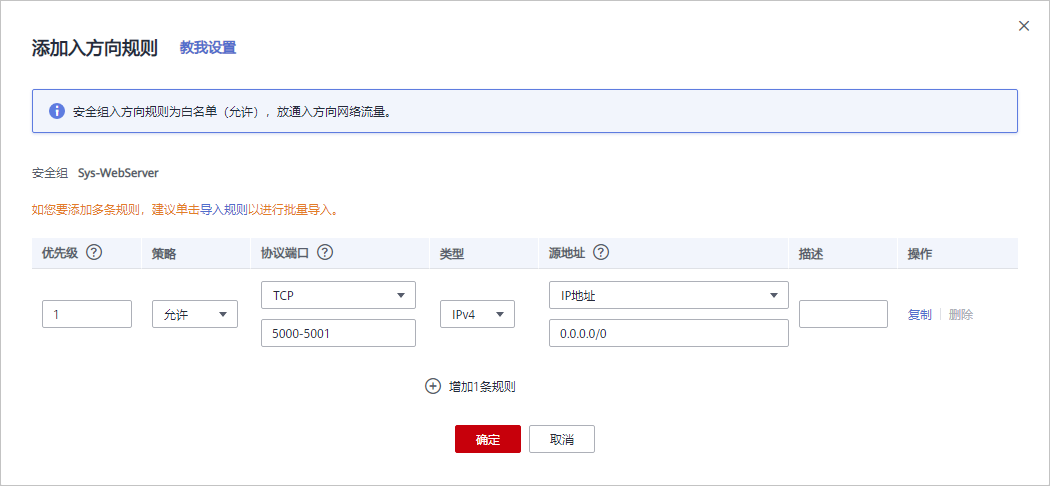 添加入方向规则 教我设置
安全组入方向规则为白名单（允许），放通入方向网络流量。
安全组 Sys-WebServer
如您要添加多条规则，建议单击导入规则以进行批量导入。
优先级 策略 协议端口 类型 源地址 描述 操作
TCP IP地址
1 允许 IPv4 复制 删除
5000-5001 0.0.0.0/0
增加1条规则
确定 取消